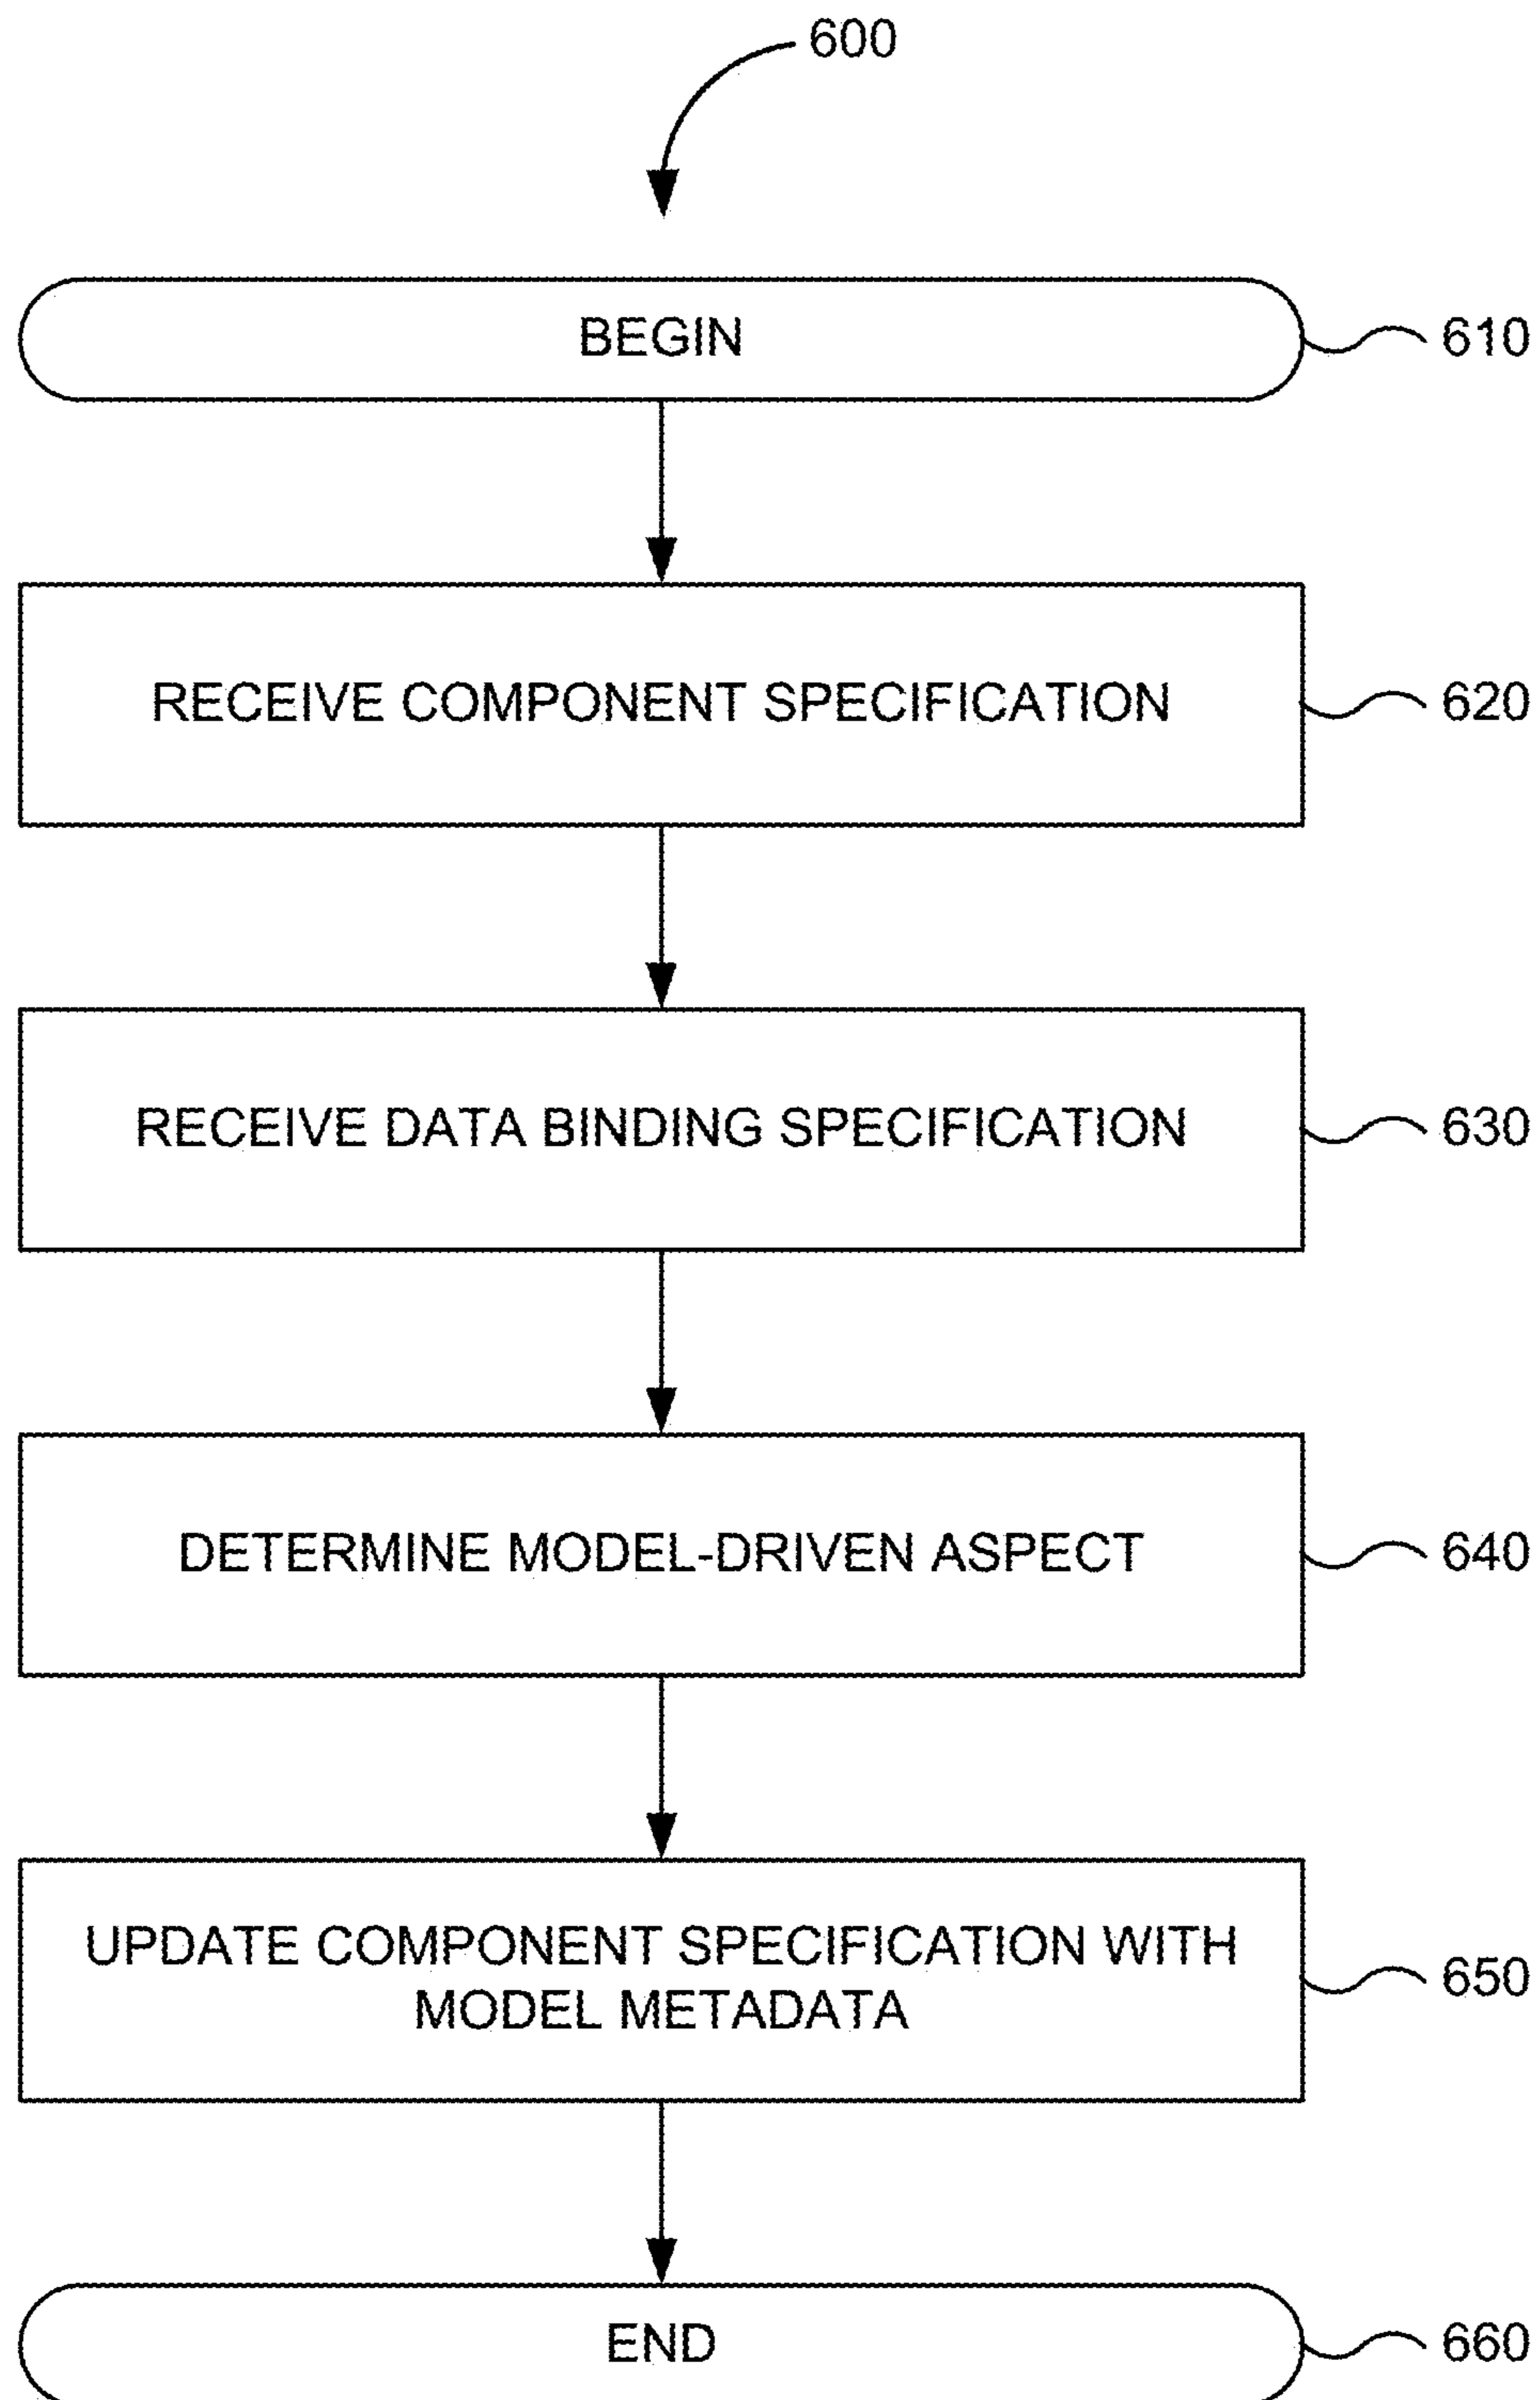 600
BEGIN
610
RECEIVE COMPONENT SPECIFICATION
620
RECEIVE DATA BINDING SPECIFICATION
630
DETERMINE MODEL-DRIVEN ASPECT
640
UPDATE COMPONENT SPECIFICATION WITH
MODEL METADATA
650
END
660